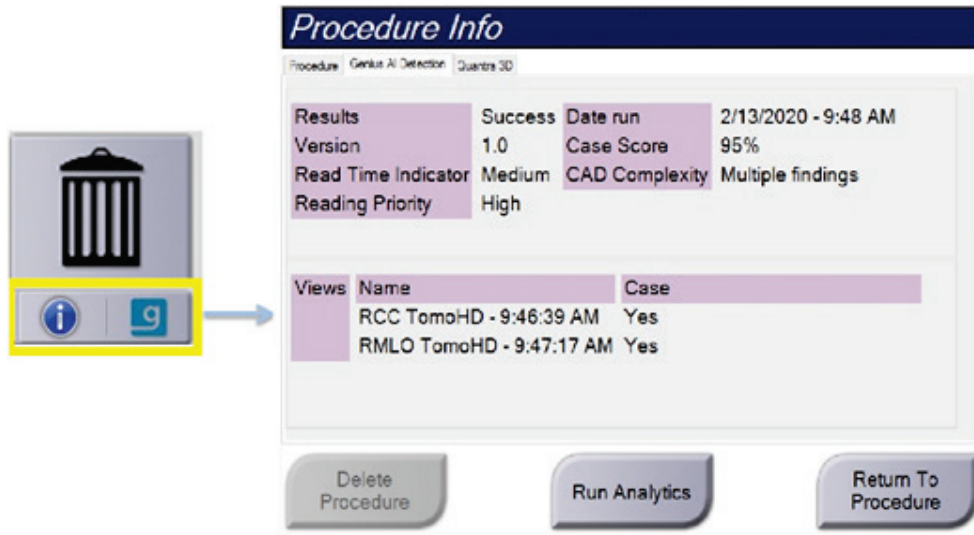 Procedure Info
Procedure Genius AI Detection Quantra 3D
Results Success Date run 2/13/2020 - 9:48 AM
Version 1.0 Case Score 95%
Read Time Indicator Medium CAD Complexity Multiple findings
Reading Priority High
Views Name Case
RCC TomoHD - 9:46:39 AM Yes
RMLO TomoHD - 9:47:17 AM Yes
i g
Delete Procedure Run Analytics Return To Procedure